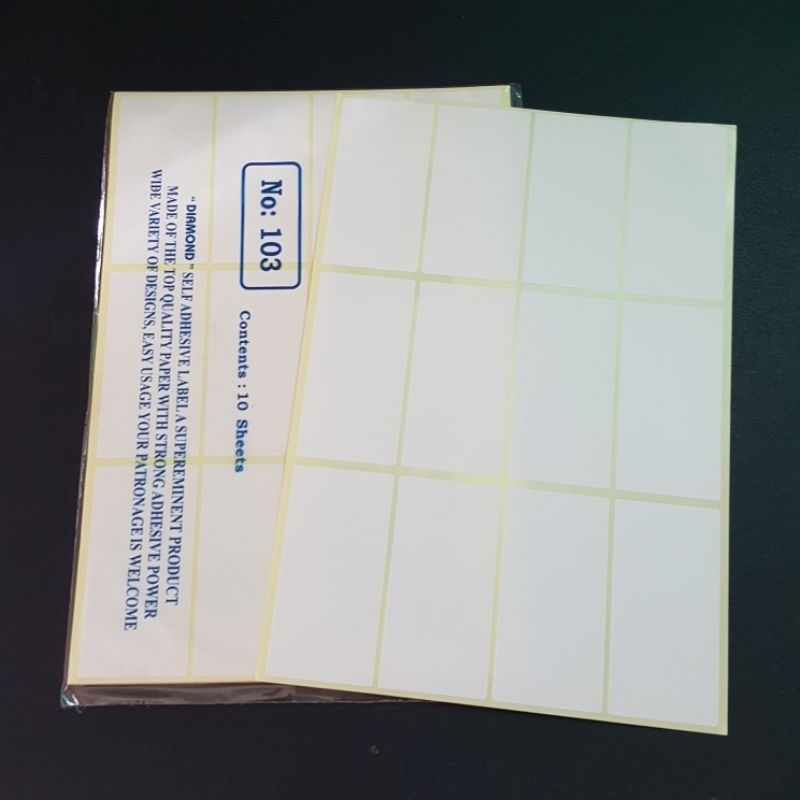 No: 103
Contents : 10 Sheets
" DIAMOND " SELF ADHESIVE LABEL A SUPEREMINENT PRODUCT
MADE OF THE TOP QUALITY PAPER WITH STRONG ADHESIVE POWER
WIDE VARIETY OF DESIGNS, EASY USAGE YOUR PATRONAGE IS WELCOME